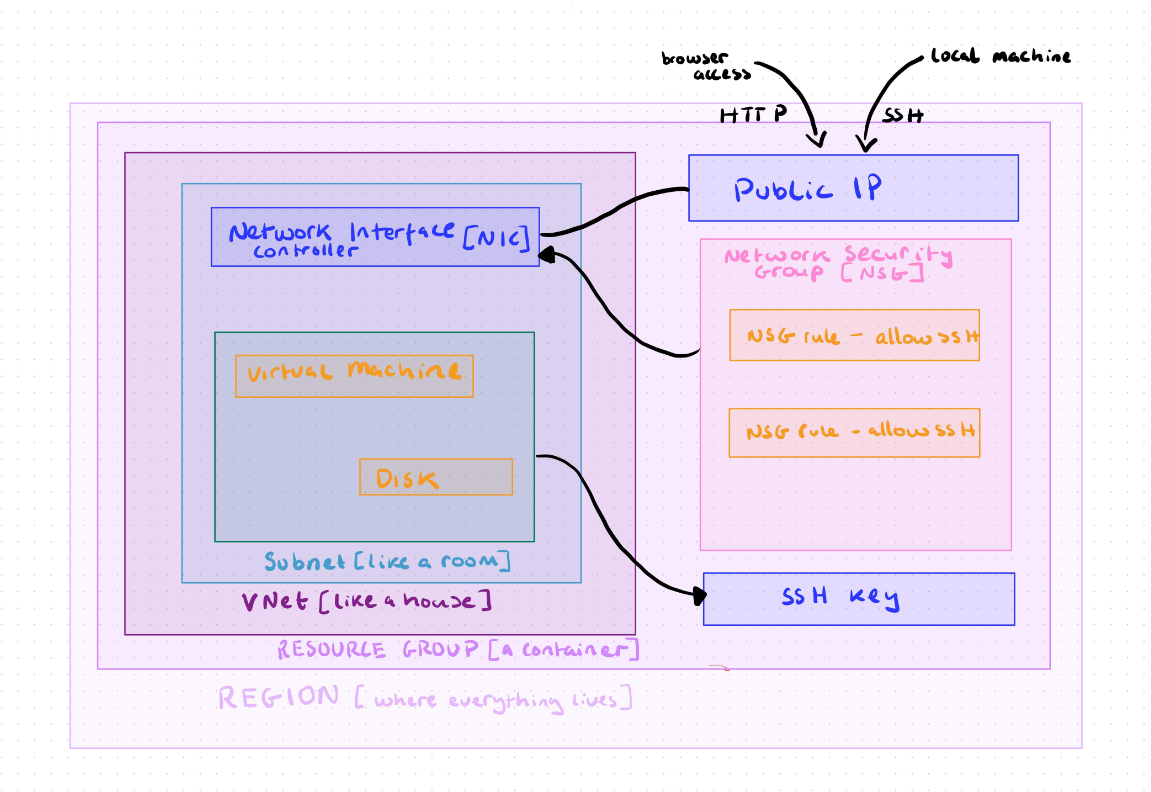 browser
access
local machine
HTTP
SSH
Public IP
Network Interface [NIC]
controller
Network Security
Group [NSG]
NSG rule - allow SSH
NSG rule - allow SSH
Virtual Machine
Disk
SSH key
Subnet [like a room]
VNet [like a house]
RESOURCE GROUP [a container]
REGION [where everything lives]